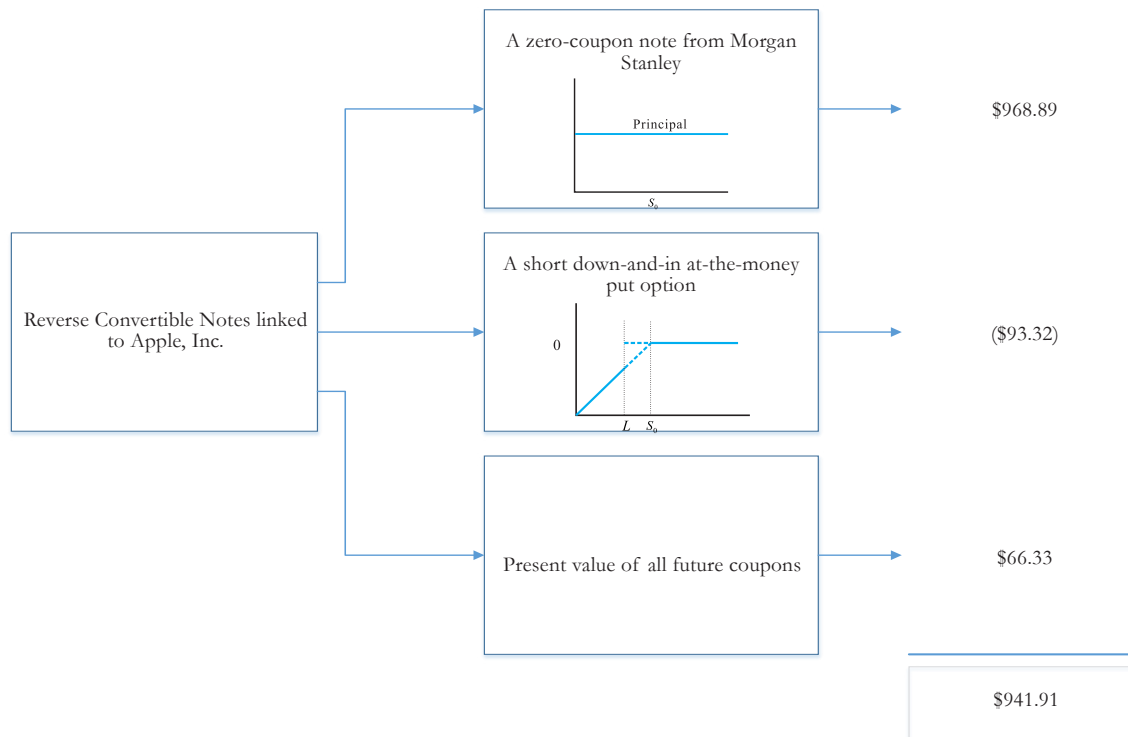 A zero-coupon note from Morgan
Stanley
Principal
S₀
$968.89
Reverse Convertible Notes linked
to Apple, Inc.
A short down-and-in at-the-money
put option
0
L S₀
($93.32)
Present value of all future coupons
$66.33
$941.91